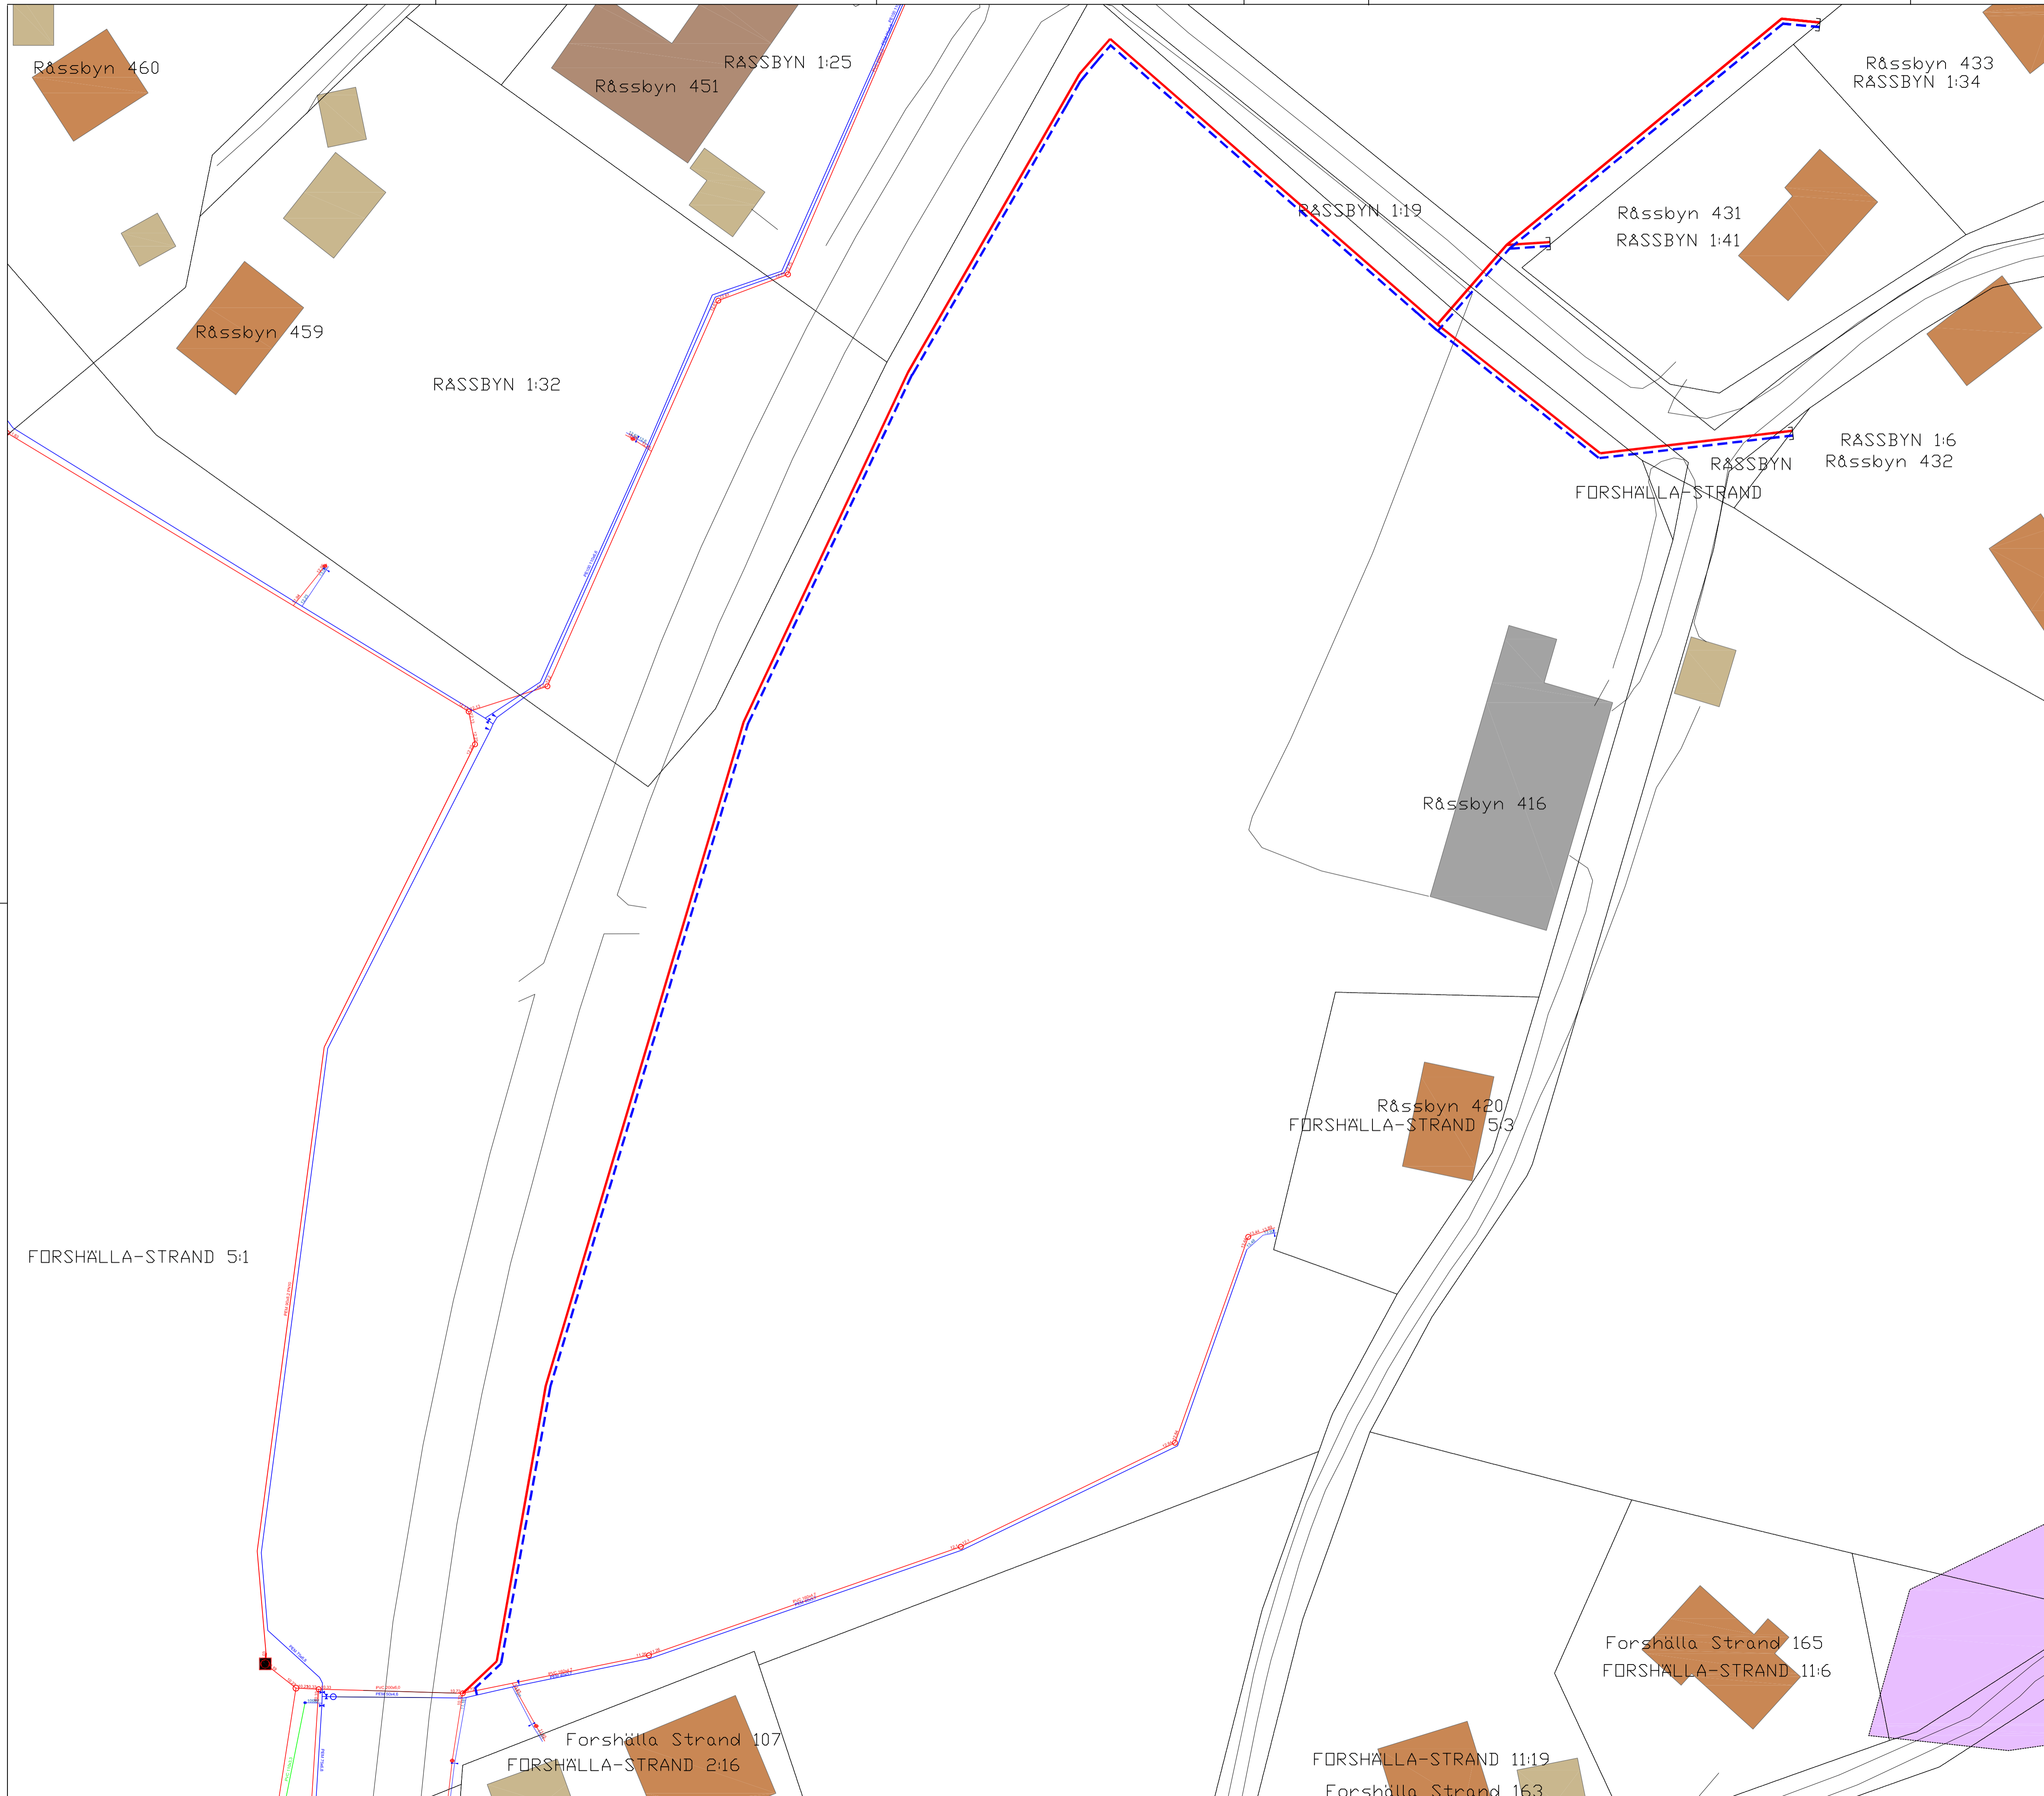 Råssbyn 460
Råssbyn 451
RÅSSBYN 1:25
Råssbyn 433
RÅSSBYN 1:34
RÅSSBYN 1:19
Råssbyn 431
RÅSSBYN 1:41
Råssbyn 459
RÅSSBYN 1:32
RÅSSBYN 1:6
Råssbyn 432
RÅSSBYN
FORSHÄLLA-STRAND
Råssbyn 416
Råssbyn 420
FORSHÄLLA-STRAND 5:3
FORSHÄLLA-STRAND 5:1
Forshälla Strand 165
FORSHÄLLA-STRAND 11:6
Forshälla Strand 107
FORSHÄLLA-STRAND 2:16
FORSHÄLLA-STRAND 11:19
Forshälla Strand 163